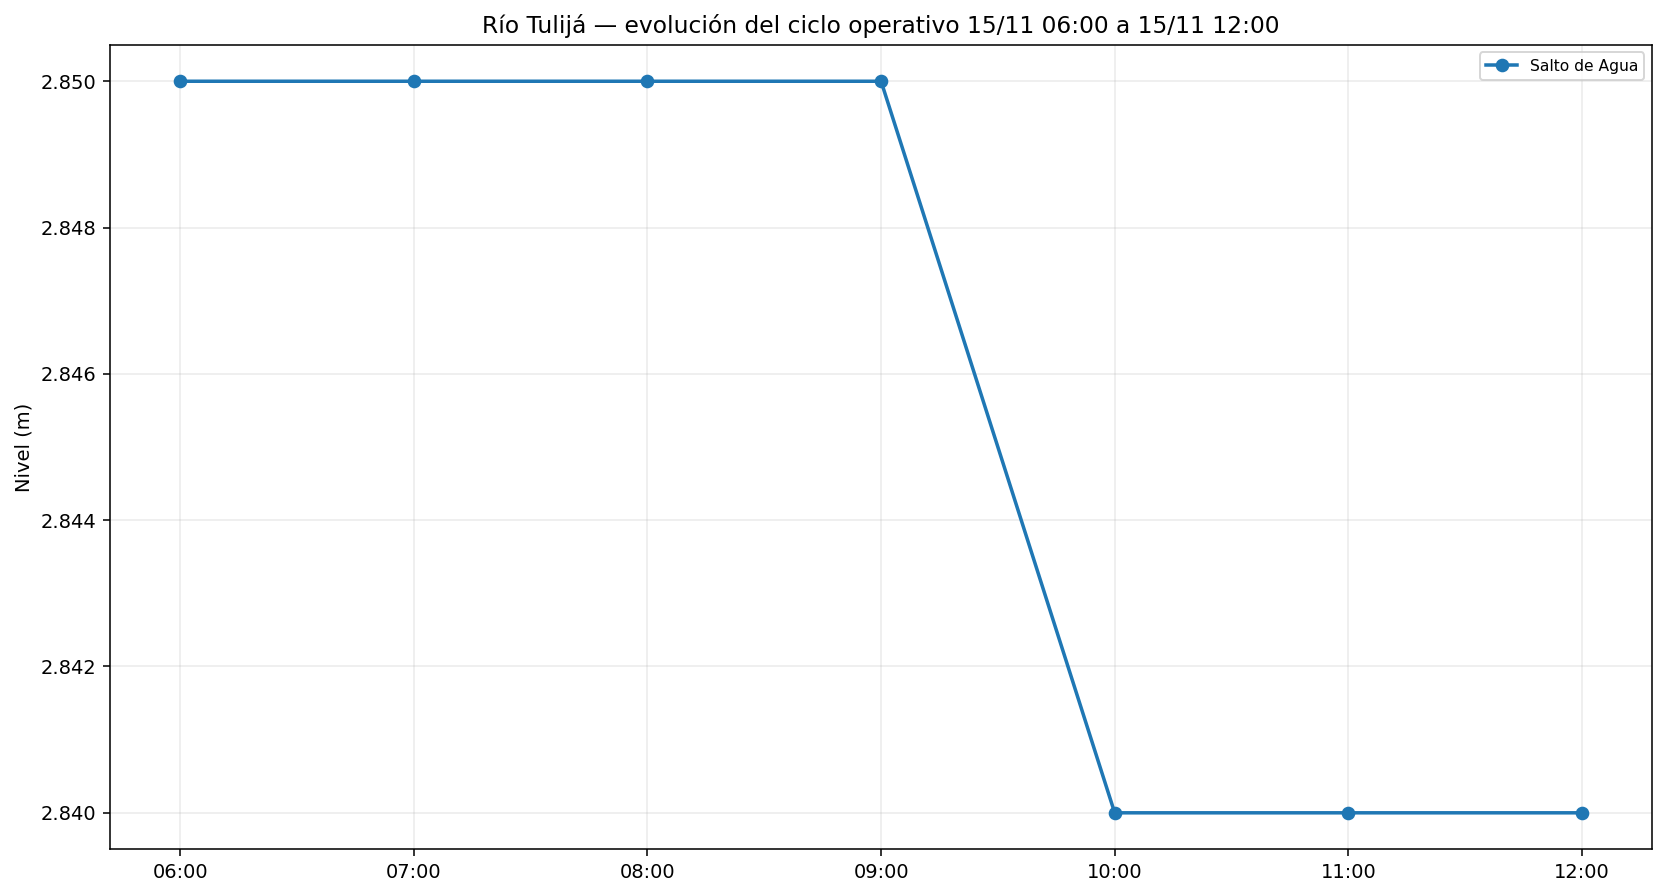 Río Tulijá — evolución del ciclo operativo 15/11 06:00 a 15/11 12:00
Salto de Agua
Nivel (m)
2.850
2.848
2.846
2.844
2.842
2.840
06:00 07:00 08:00 09:00 10:00 11:00 12:00